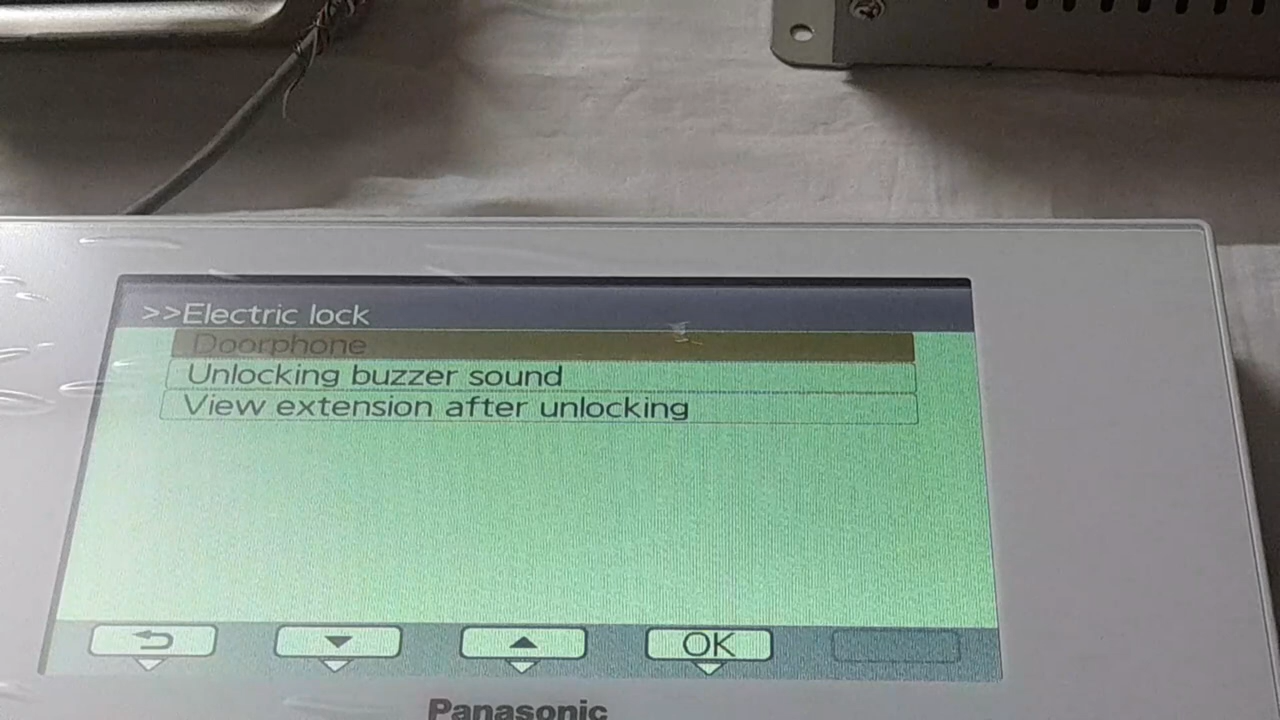 >>Electric lock
Doorphone
Unlocking buzzer sound
View extension after unlocking
OK
Panasonic